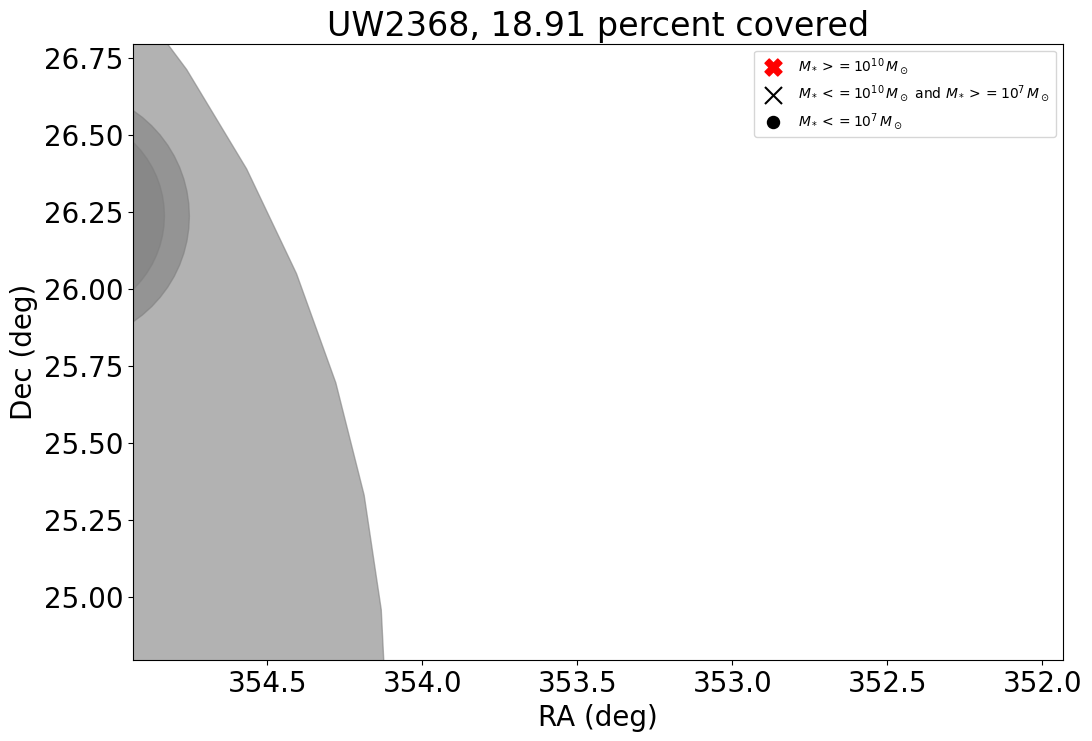 UW2368, 18.91 percent covered
M* >= 10^10 M⊙
M* <= 10^10 M⊙ and M* >= 10^7 M⊙
M* <= 10^7 M⊙
26.75
26.50
26.25
26.00
25.75
25.50
25.25
25.00
Dec (deg)
354.5 354.0 353.5 353.0 352.5 352.0
RA (deg)